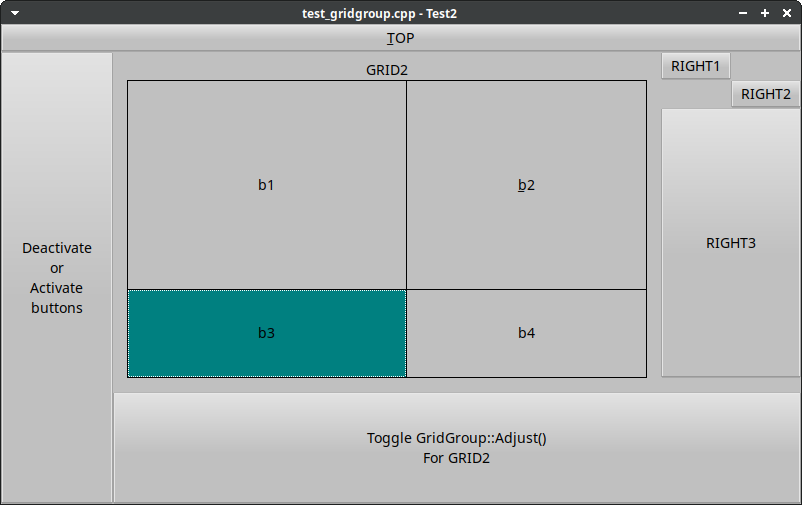 test_gridgroup.cpp - Test2
TOP
GRID2
RIGHT1
RIGHT2
b1
b2
RIGHT3
Deactivate
or
Activate
buttons
b3
b4
Toggle GridGroup::Adjust()
For GRID2